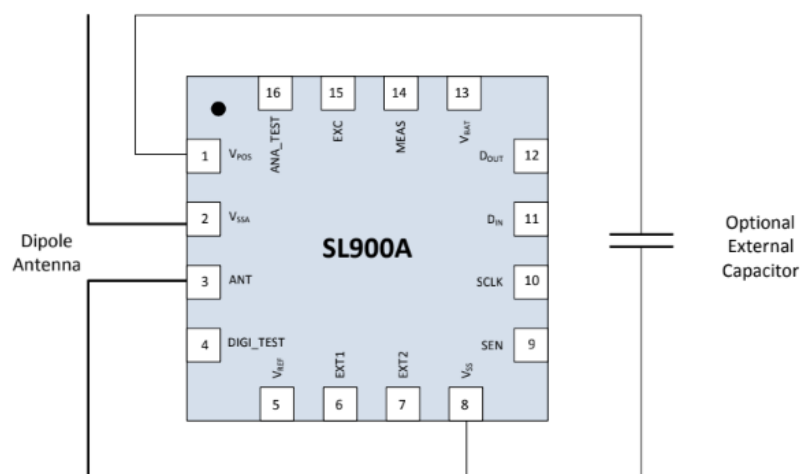 16
15
14
13
ANA_TEST
EXC
MEAS
VBAT
1
VPOS
DOUT
12
2
VSSA
DIN
11
Dipole
Antenna
SL900A
Optional
External
Capacitor
3
ANT
SCLK
10
4
DIGI_TEST
SEN
9
VREF
EXT1
EXT2
VSS
5
6
7
8